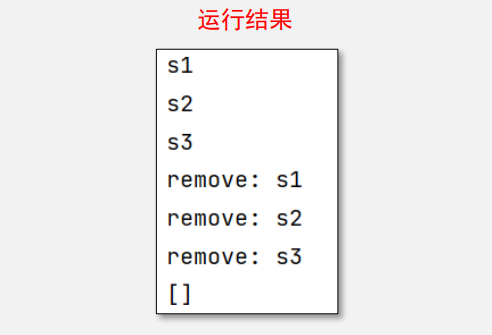 运行结果
s1
s2
s3
remove: s1
remove: s2
remove: s3
[]